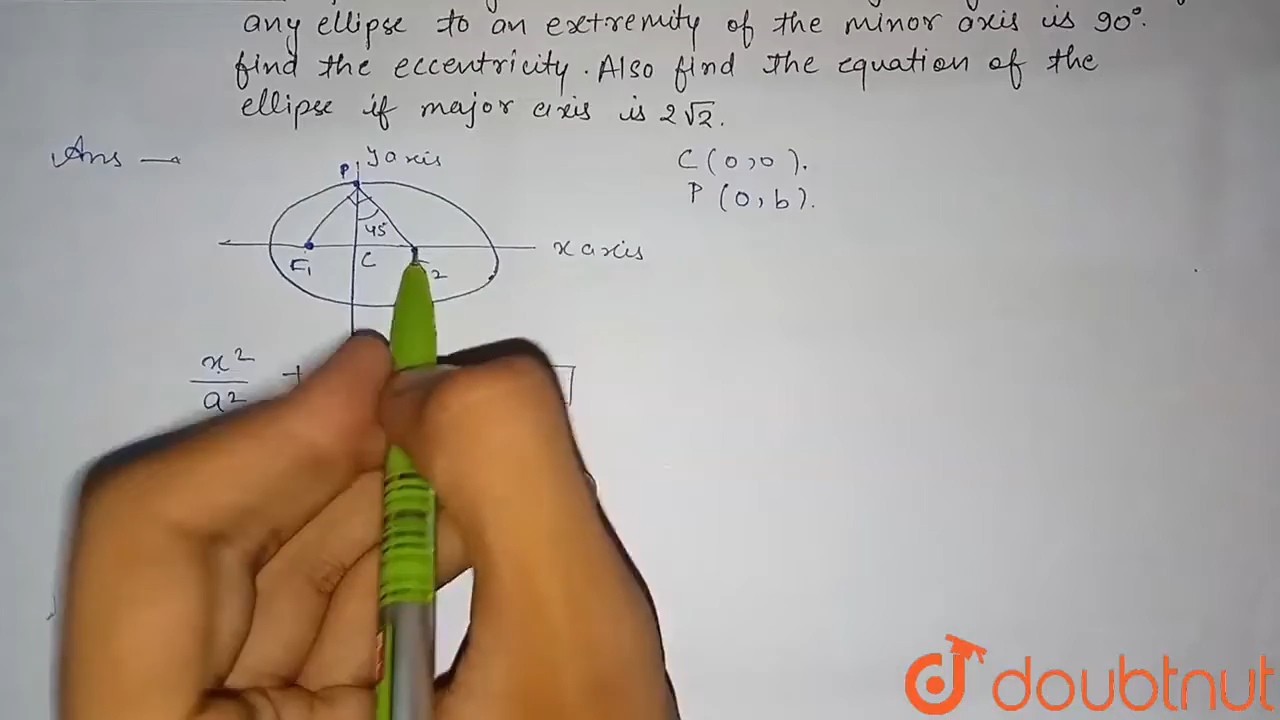 any ellipse to an extremity of the minor axis is 90°.
find the eccentricity. Also find the equation of the
ellipse if major axis is 2√2.
Ans →
y axis
C (0,0).
P
P (0, b).
45
x axis
F1
C
2
x²
+
a²
doubtnut